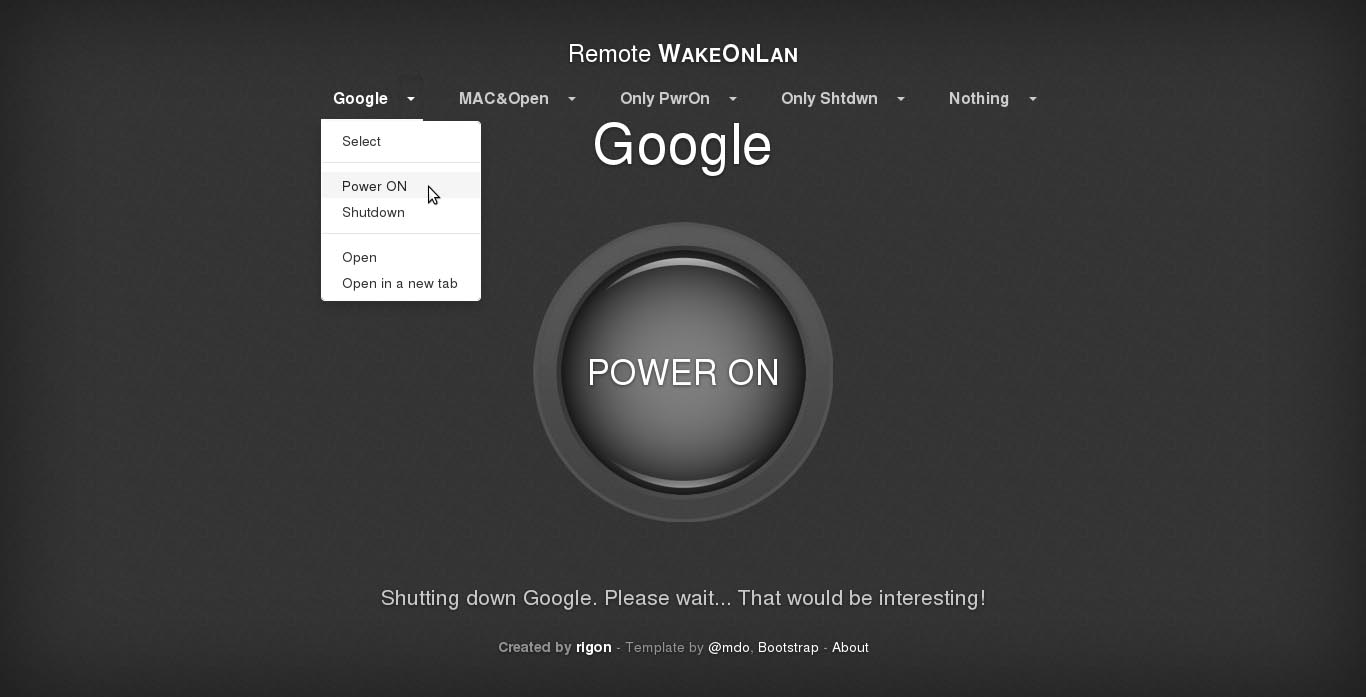 Remote WAKEONLAN
Google MAC&Open Only PwrOn Only Shtdwn Nothing
Google
Select
Power ON
Shutdown
Open
Open in a new tab
POWER ON
Shutting down Google. Please wait... That would be interesting!
Created by rigon - Template by @mdo, Bootstrap - About